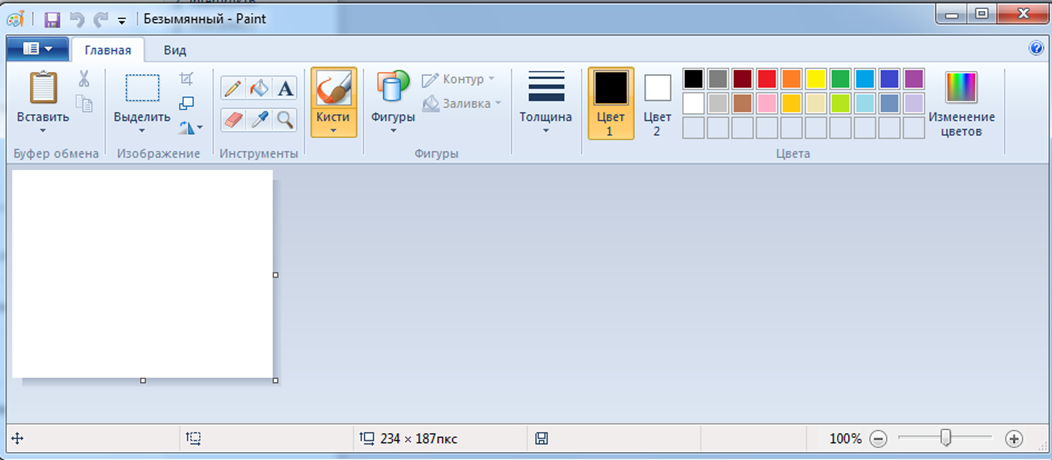 Безымянный - Paint
Главная Вид
Вставить
Выделить
Кисти
Фигуры
Контур
Заливка
Толщина
Цвет 1
Цвет 2
Изменение цветов
Буфер обмена
Изображение
Инструменты
Фигуры
Цвета
234 × 187пкс
100%